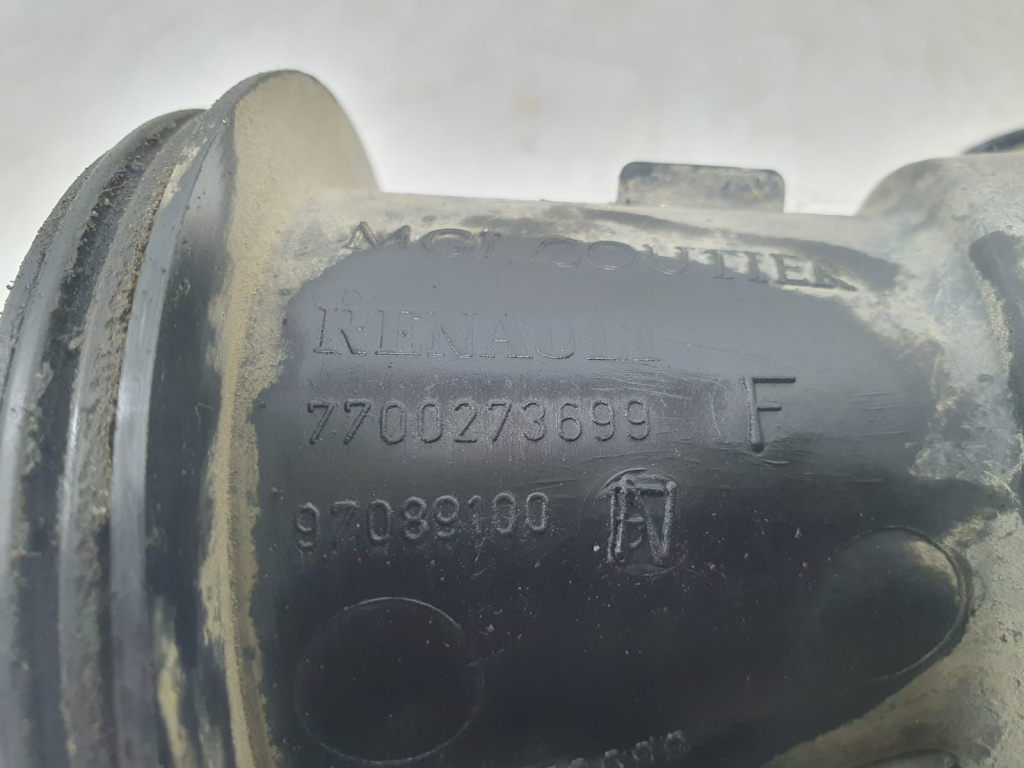 MGI. COUTIER
RENAULT
7700273699 F
97089100